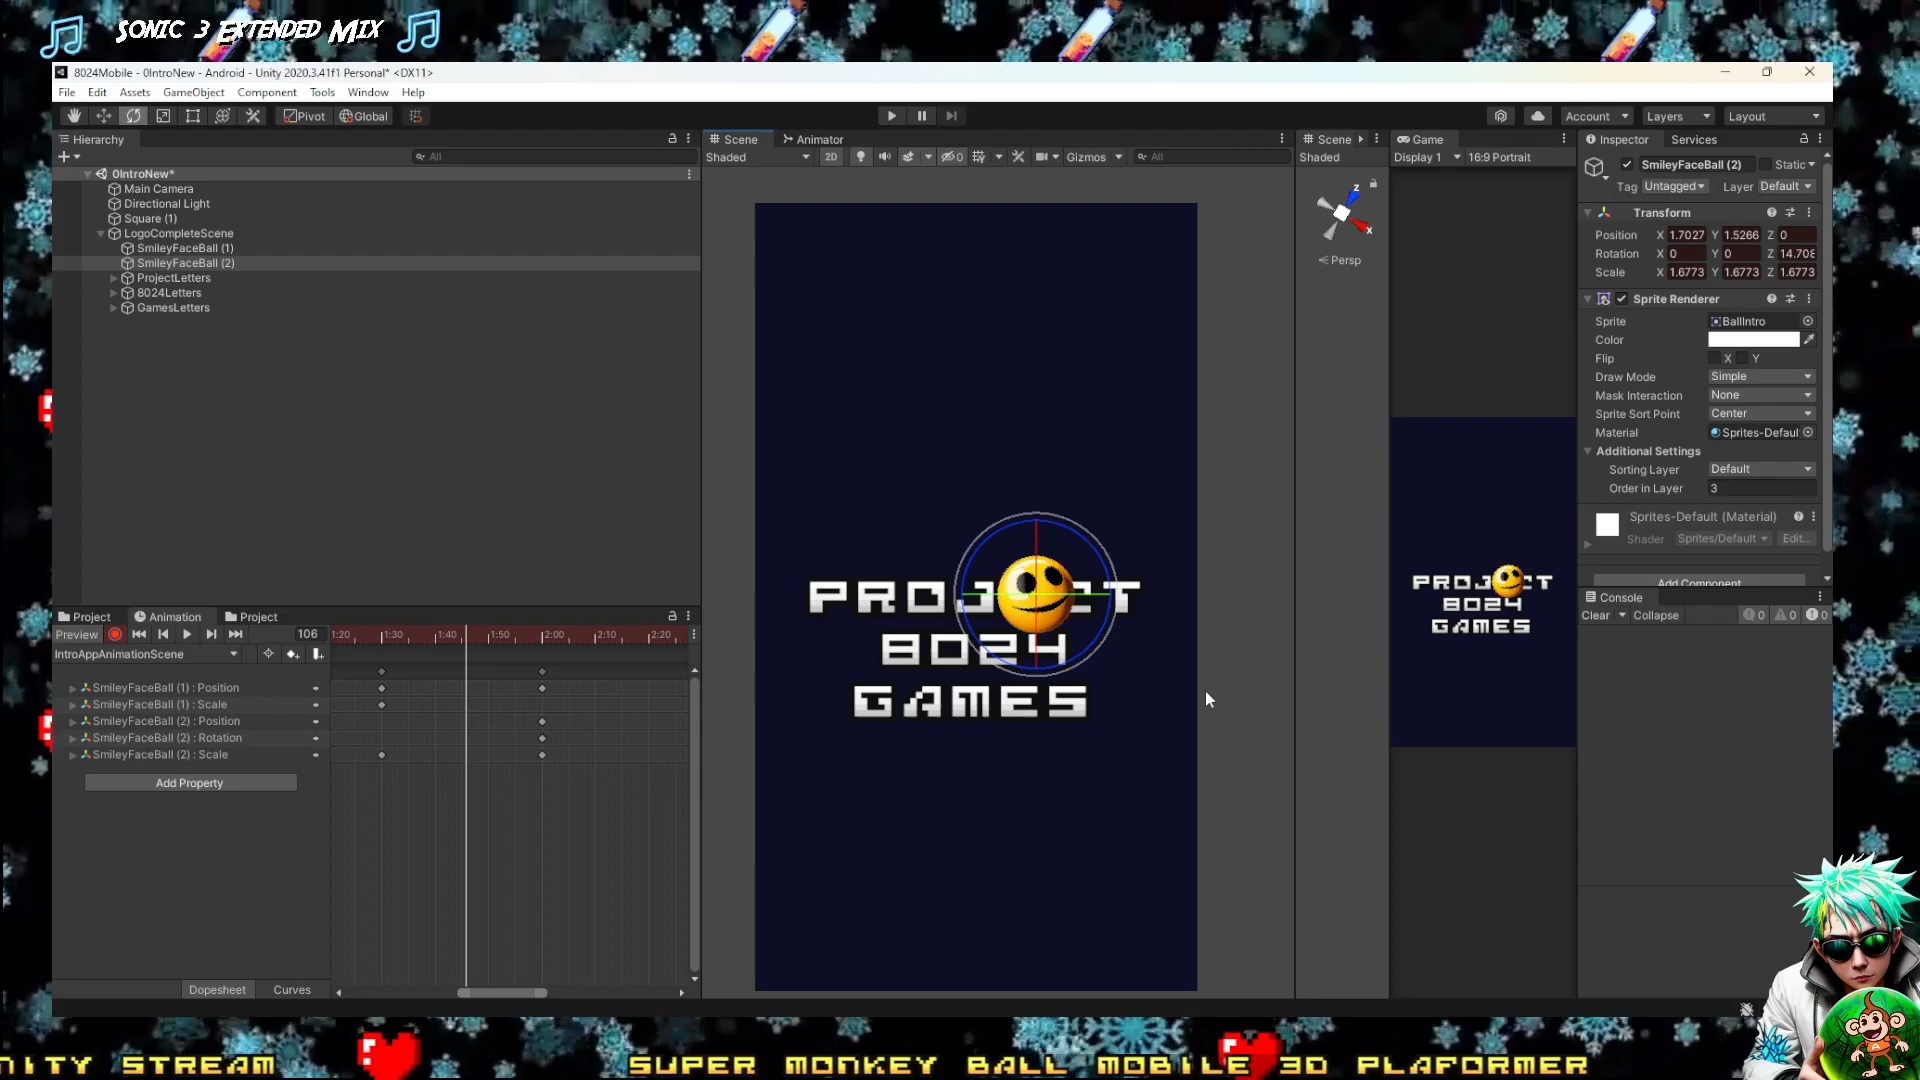 Sonic 3 Extended Mix
8024Mobile - 0IntroNew - Android - Unity 2020.3.41f1 Personal* <DX11>
File Edit Assets GameObject Component Tools Window Help
Pivot Global
Account Layers Layout
Hierarchy
All
0IntroNew*
Main Camera
Directional Light
Square (1)
LogoCompleteScene
SmileyFaceBall (1)
SmileyFaceBall (2)
ProjectLetters
8024Letters
GamesLetters
Scene Animator
Shaded 2D 0 Gizmos All
PROJECT
8024
GAMES
Scene
Shaded
z
x
Persp
Game
Display 1 16:9 Portrait
PROJECT
8024
GAMES
Inspector Services
SmileyFaceBall (2) Static
Tag Untagged Layer Default
Transform
Position X 1.7027 Y 1.5266 Z 0
Rotation X 0 Y 0 Z 14.708
Scale X 1.6773 Y 1.6773 Z 1.6773
Sprite Renderer
Sprite BallIntro
Color
Flip X Y
Draw Mode Simple
Mask Interaction None
Sprite Sort Point Center
Material Sprites-Defaul
Additional Settings
Sorting Layer Default
Order in Layer 3
Sprites-Default (Material)
Shader Sprites/Default Edit...
Add Component
Console
Clear Collapse 0 0 0
Project Animation Project
Preview 106 1:20 1:30 1:40 1:50 2:00 2:10 2:20
IntroAppAnimationScene
SmileyFaceBall (1) : Position
SmileyFaceBall (1) : Scale
SmileyFaceBall (2) : Position
SmileyFaceBall (2) : Rotation
SmileyFaceBall (2) : Scale
Add Property
Dopesheet Curves
NITY STREAM SUPER MONKEY BALL MOBILE 3D PLAFORMER